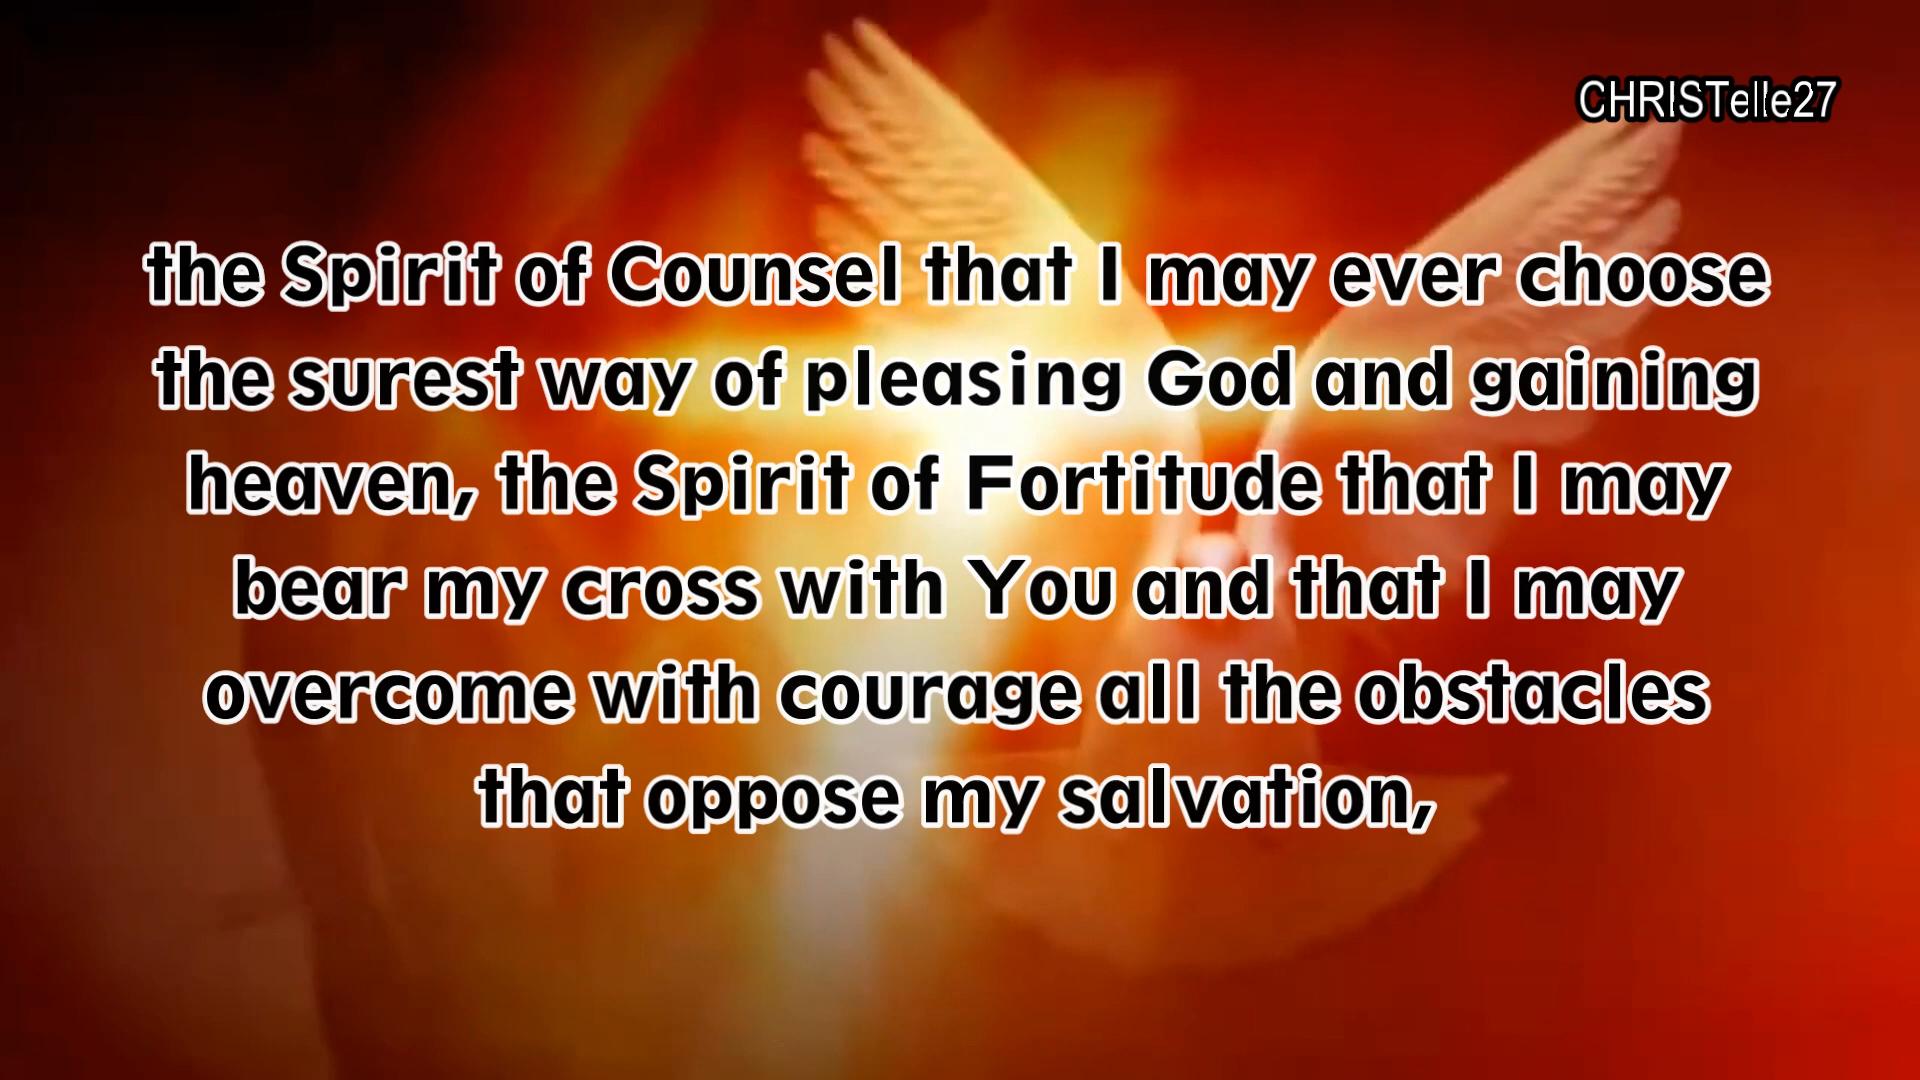 CHRISTelle27
the Spirit of Counsel that I may ever choose
the surest way of pleasing God and gaining
heaven, the Spirit of Fortitude that I may
bear my cross with You and that I may
overcome with courage all the obstacles
that oppose my salvation,